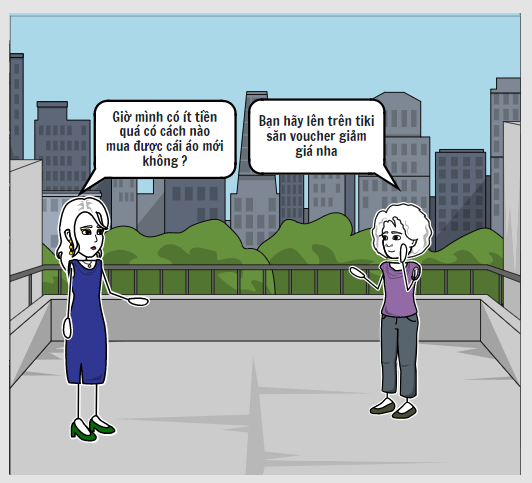 Giờ mình có ít tiền
quá có cách nào
mua được cái áo mới
không ?
Bạn hãy lên trên tiki
săn voucher giảm
giá nha